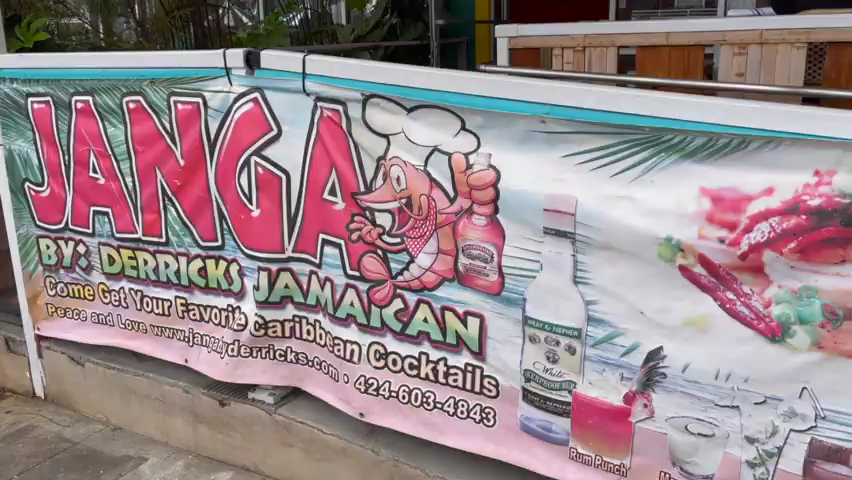 JANGA
BY: DERRICKS JAMAICAN
Come Get Your Favorite Caribbean Cocktails
Peace and Love www.jangabyderricks.com • 424-603-4843
WRAY & NEPHEW
White
OVERPROOF RUM
Rum Punch